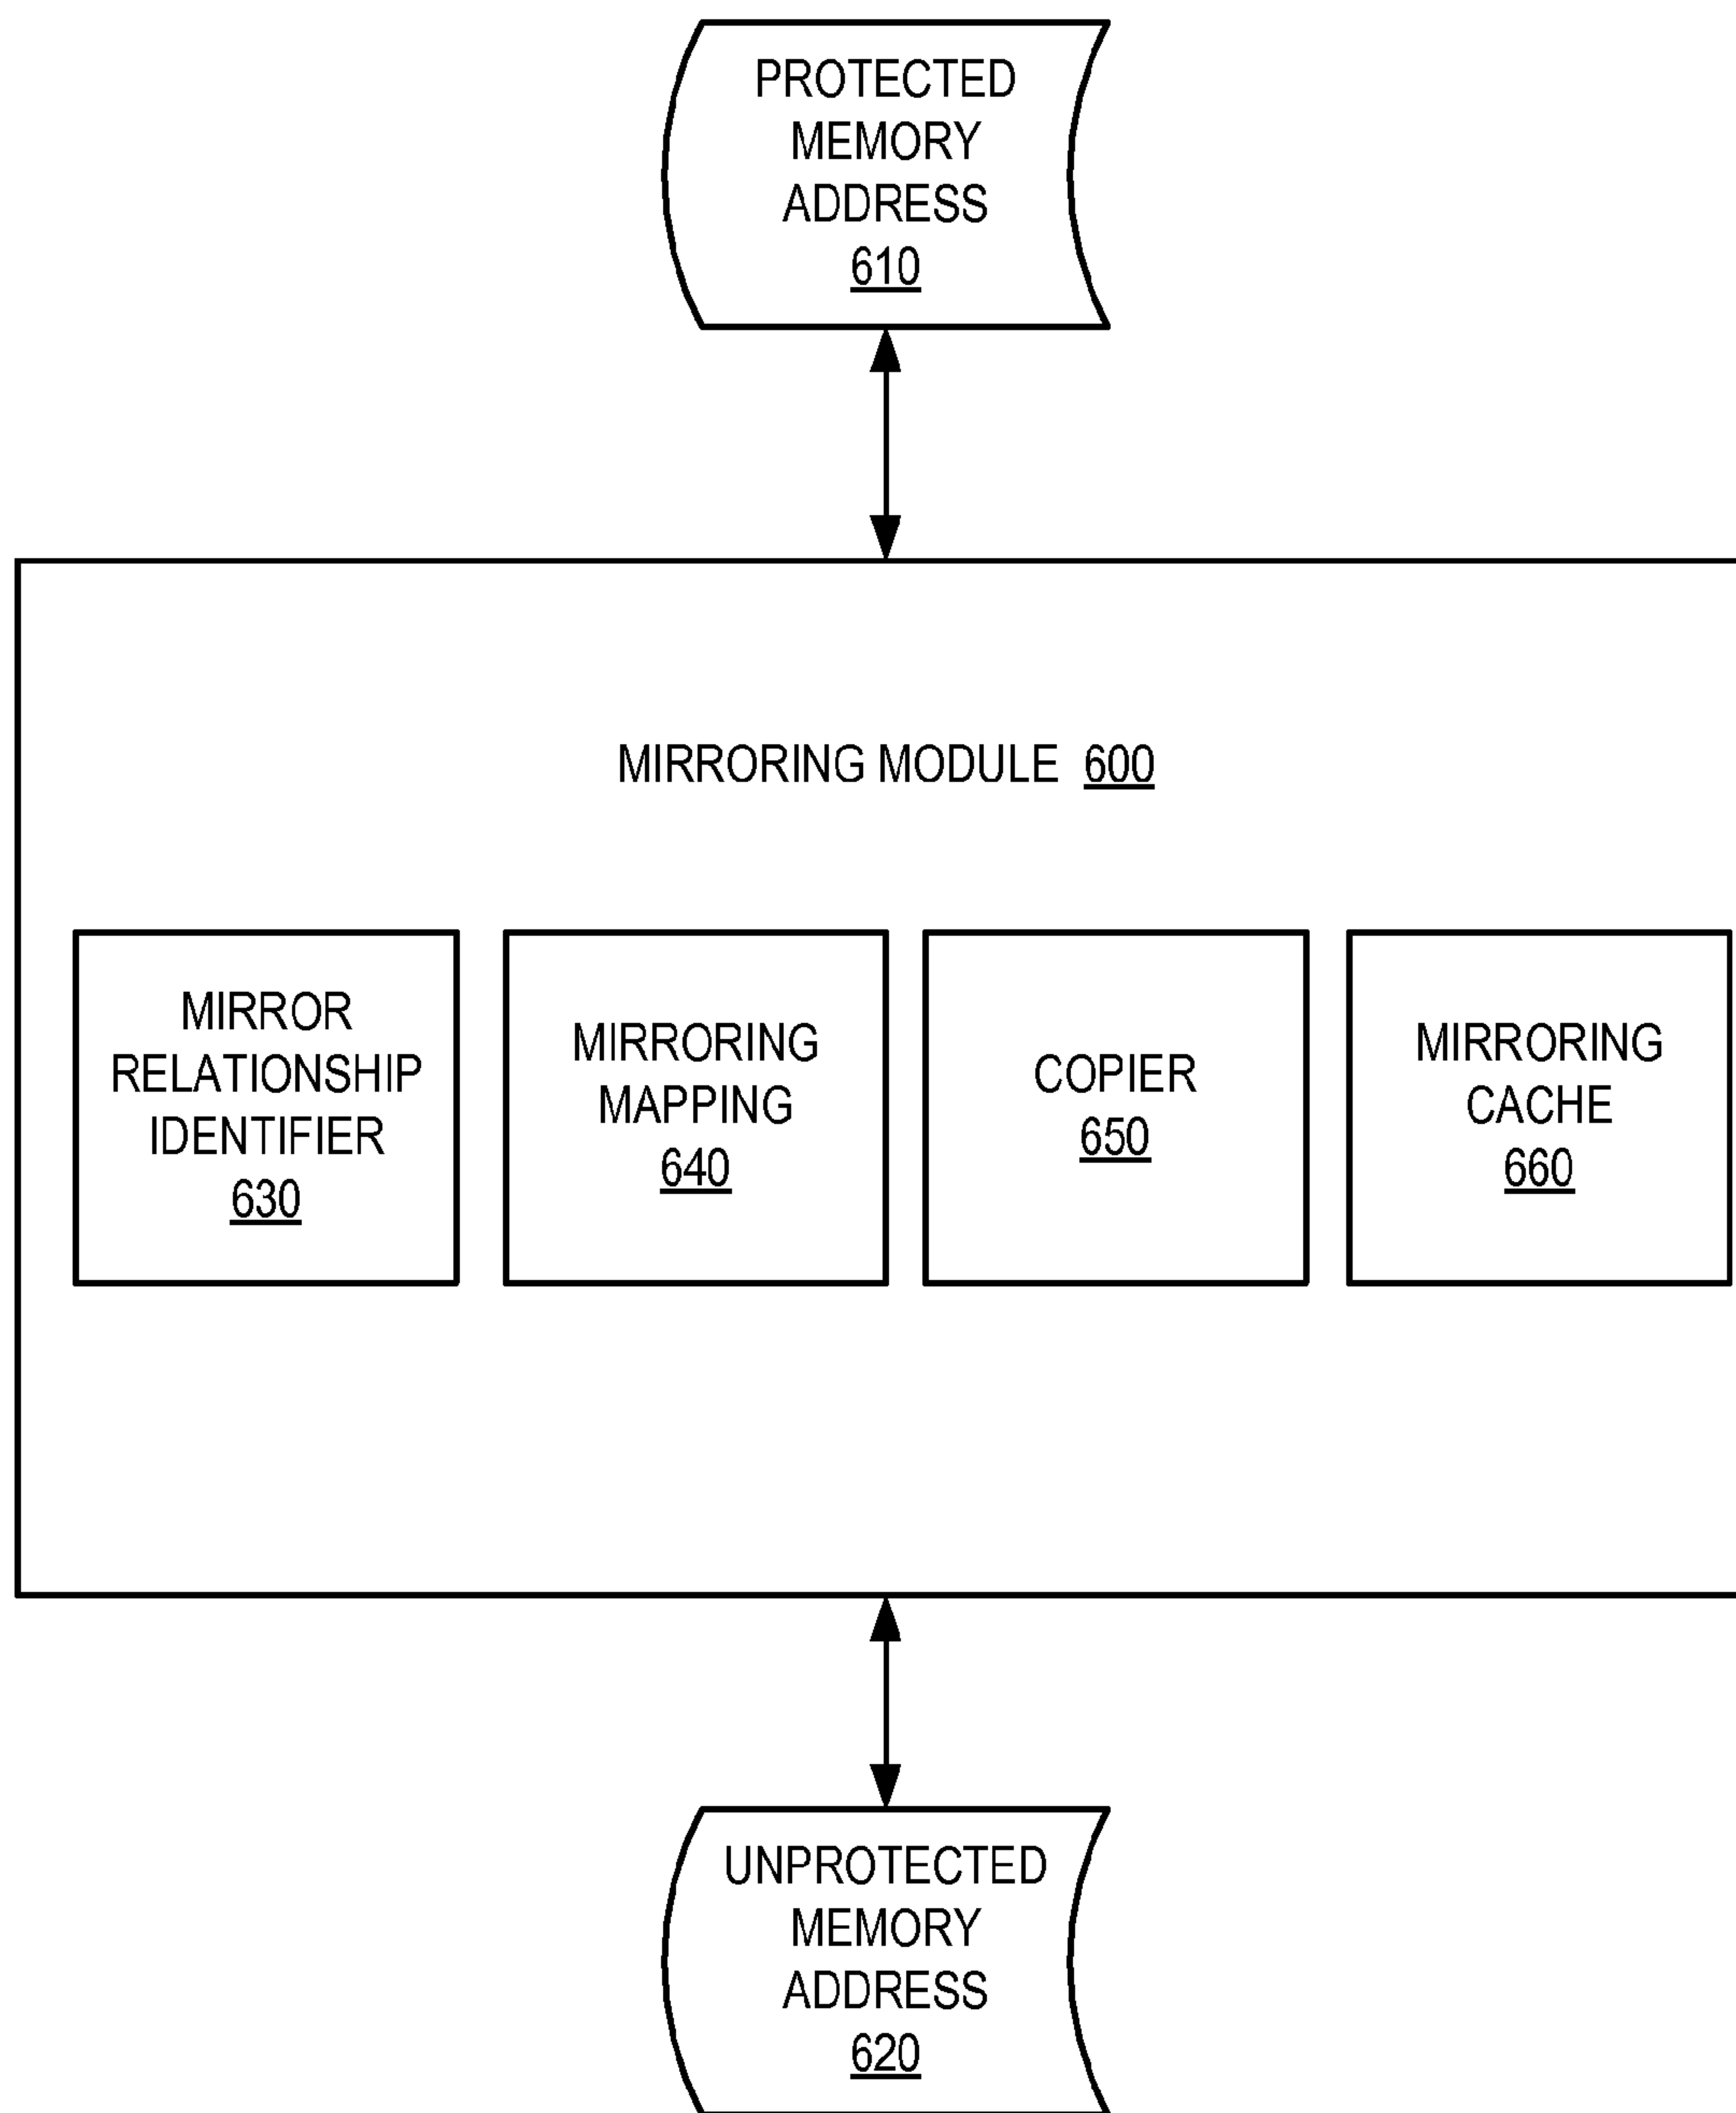 PROTECTED
MEMORY
ADDRESS
610
MIRRORING MODULE 600
MIRROR
RELATIONSHIP
IDENTIFIER
630
MIRRORING
MAPPING
640
COPIER
650
MIRRORING
CACHE
660
UNPROTECTED
MEMORY
ADDRESS
620